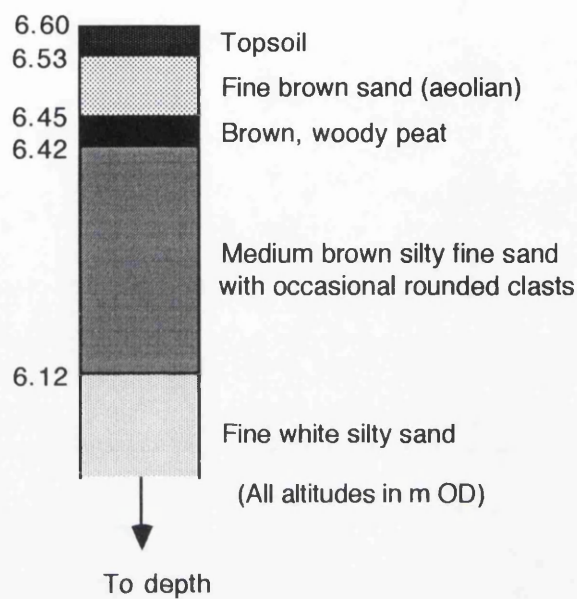 6.60
Topsoil
6.53
Fine brown sand (aeolian)
6.45
Brown, woody peat
6.42
Medium brown silty fine sand
with occasional rounded clasts
6.12
Fine white silty sand
(All altitudes in m OD)
To depth